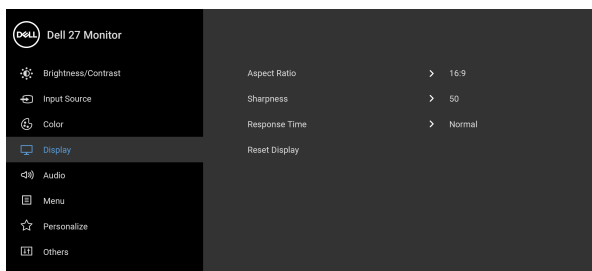 DELL Dell 27 Monitor
Brightness/Contrast
Aspect Ratio 16:9
Input Source
Sharpness 50
Color
Response Time Normal
Display
Reset Display
Audio
Menu
Personalize
Others